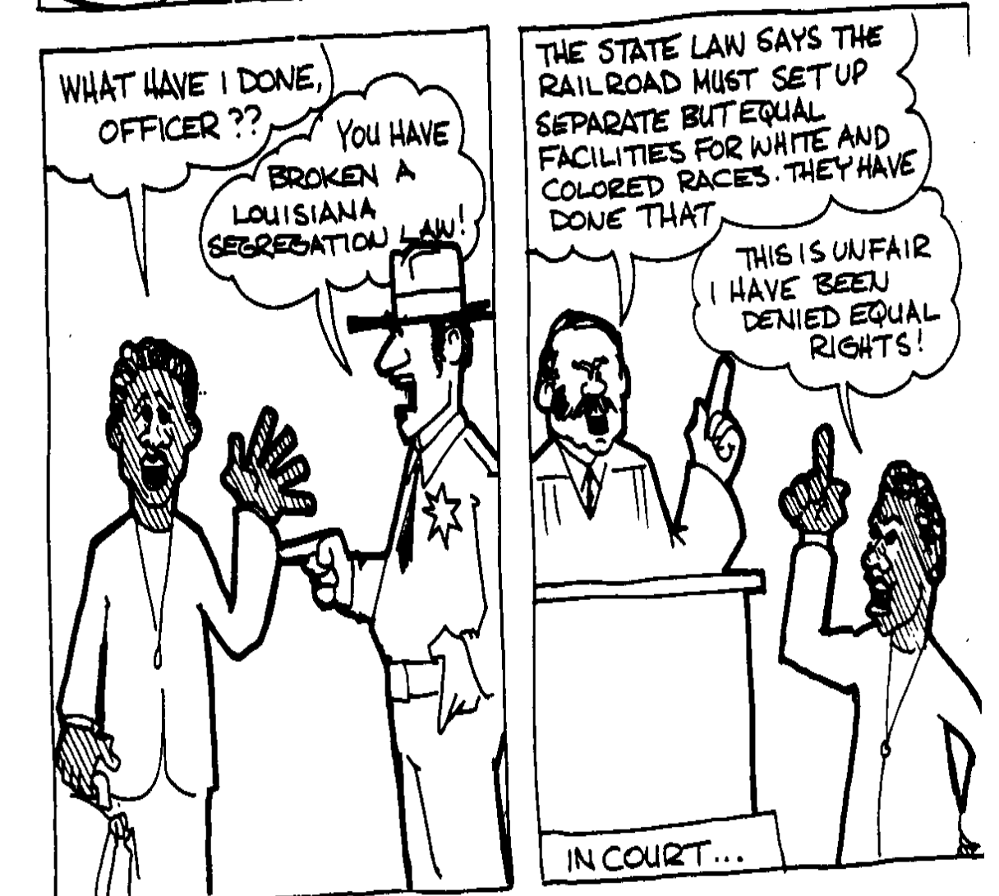 WHAT HAVE I DONE,
OFFICER ??
YOU HAVE
BROKEN A
LOUISIANA
SEGREGATION LAW!
THE STATE LAW SAYS THE
RAILROAD MUST SET UP
SEPARATE BUT EQUAL
FACILITIES FOR WHITE AND
COLORED RACES. THEY HAVE
DONE THAT
THIS IS UNFAIR
I HAVE BEEN
DENIED EQUAL
RIGHTS!
IN COURT...